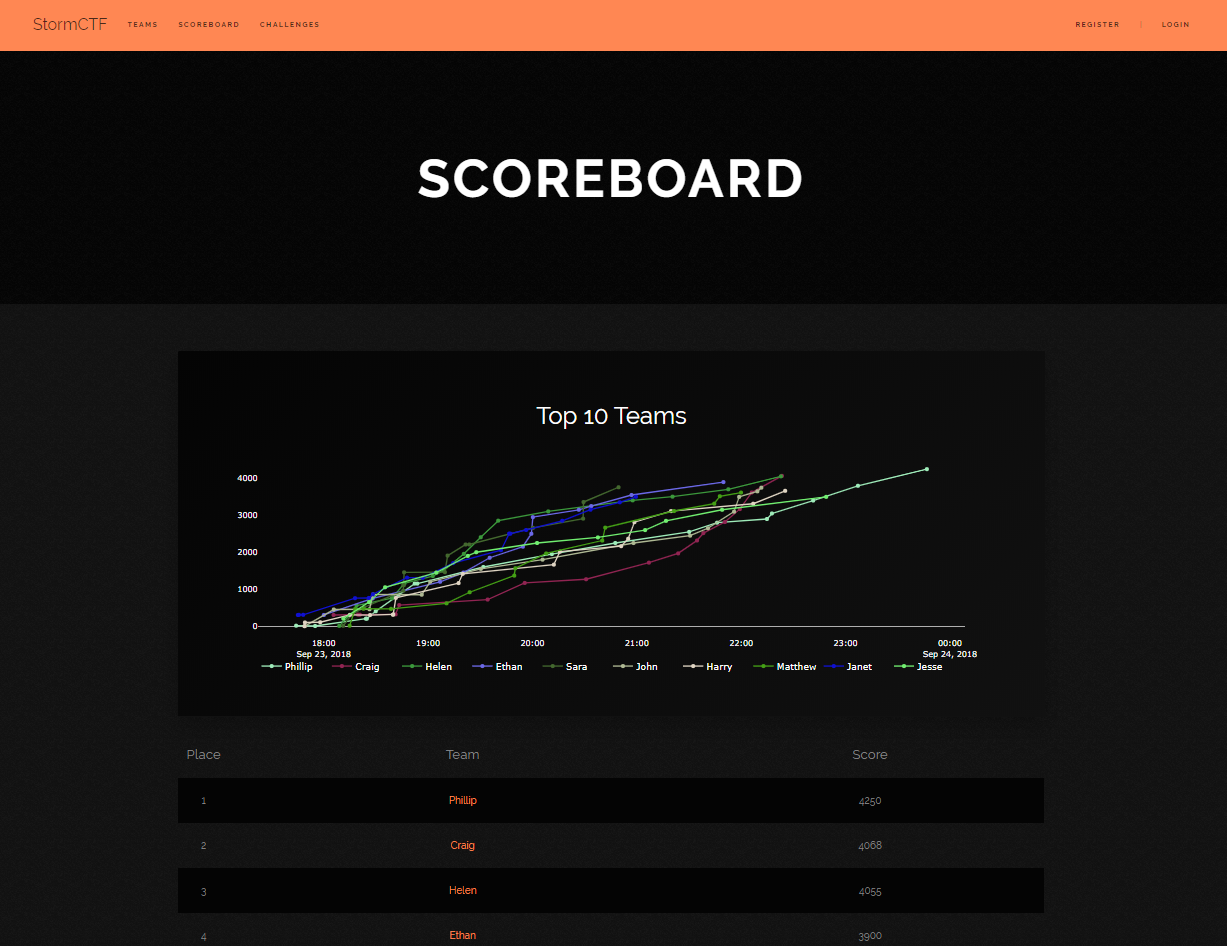 StormCTF TEAMS SCOREBOARD CHALLENGES REGISTER | LOGIN
SCOREBOARD
Top 10 Teams
4000
3000
2000
1000
0
18:00 19:00 20:00 21:00 22:00 23:00 00:00
Sep 23, 2018 Sep 24, 2018
Phillip Craig Helen Ethan Sara John Harry Matthew Janet Jesse
Place Team Score
1 Phillip 4250
2 Craig 4068
3 Helen 4055
4 Ethan 3900